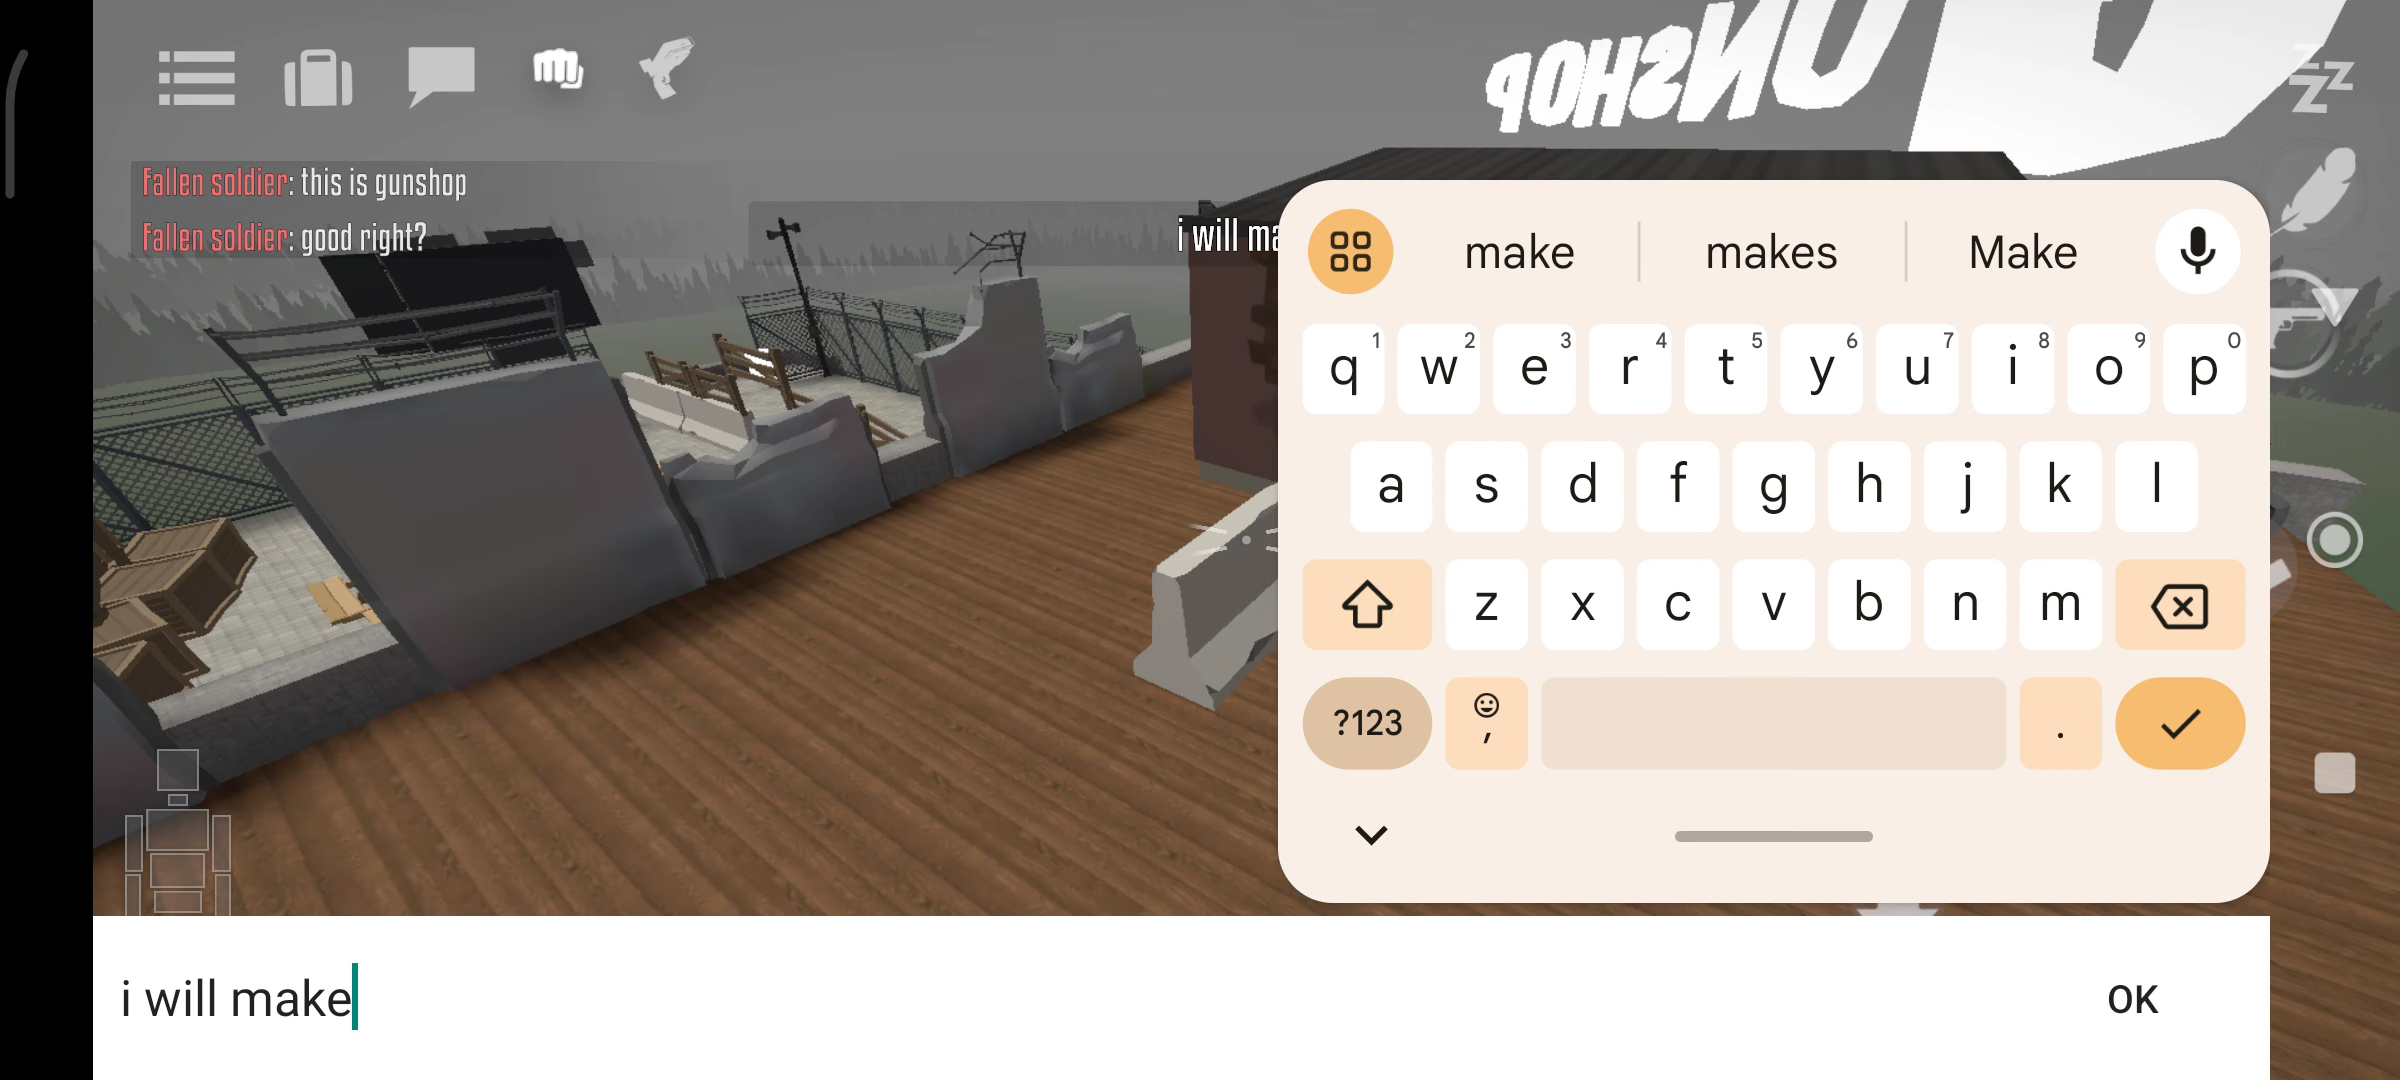 GUNSHOP
Fallen soldier: this is gunshop
Fallen soldier: good right?
i will ma
make makes Make
q 1 w 2 e 3 r 4 t 5 y 6 u 7 i 8 o 9 p 0
a s d f g h j k l
z x c v b n m
?123 , .
i will make
OK